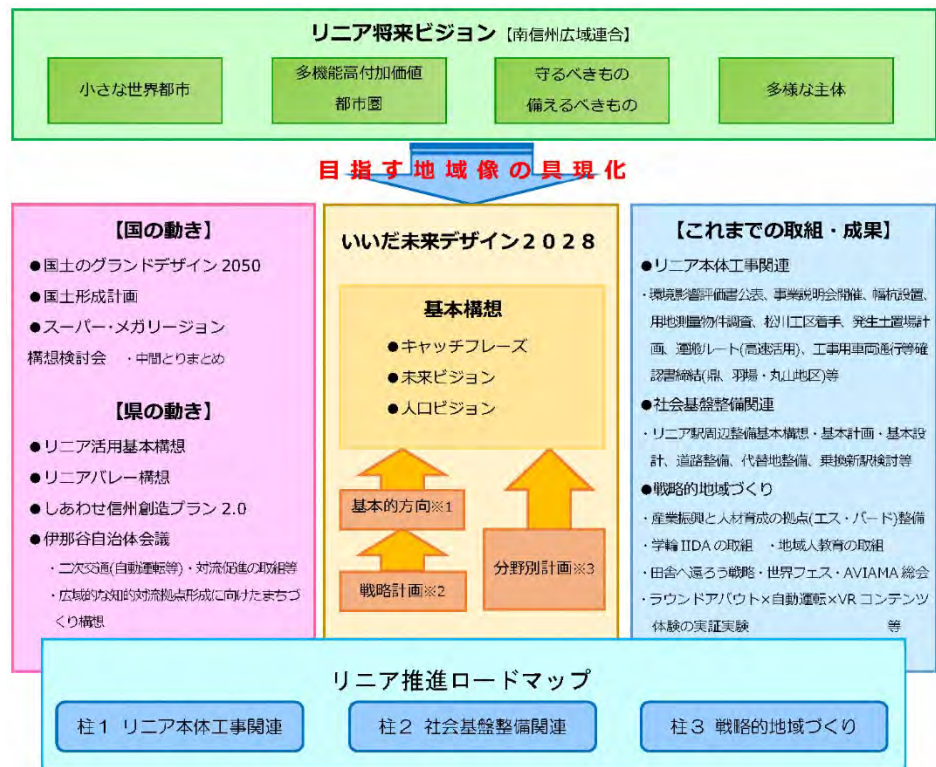 リニア将来ビジョン【南信州広域連合】
小さな世界都市
多機能高付加価値
都市圏
守るべきもの
備えるべきもの
多様な主体
目指す地域像の具現化
【国の動き】
●国土のグランドデザイン2050
●国土形成計画
●スーパー・メガリージョン
構想検討会 ・中間とりまとめ
【県の動き】
●リニア活用基本構想
●リニアバレー構想
●しあわせ信州創造プラン2.0
●伊那谷自治体会議
・二次交通(自動運転等)・対流促進の取組等
・広域的な知的対流拠点形成に向けたまちづ
くり構想
いいだ未来デザイン2028
基本構想
●キャッチフレーズ
●未来ビジョン
●人口ビジョン
基本的方向※1
戦略計画※2
分野別計画※3
【これまでの取組・成果】
●リニア本体工事関連
・環境影響評価書公表、事業説明会開催、幅杭設置、
用地測量物件調査、松川工区着手、発生土置場計
画、運搬ルート(高速活用)、工事用車両通行等確
認書締結(鼎、羽場・丸山地区)等
●社会基盤整備関連
・リニア駅周辺整備基本構想・基本計画・基本設
計、道路整備、代替地整備、乗換新駅検討等
●戦略的地域づくり
・産業振興と人材育成の拠点(エス・バード)整備
・学輪IIDAの取組 ・地域人教育の取組
・田舎へ還ろう戦略・世界フェス・AVIAMA総会
・ラウンドアバウト×自動運転×VRコンテンツ
体験の実証実験 等
リニア推進ロードマップ
柱1 リニア本体工事関連
柱2 社会基盤整備関連
柱3 戦略的地域づくり